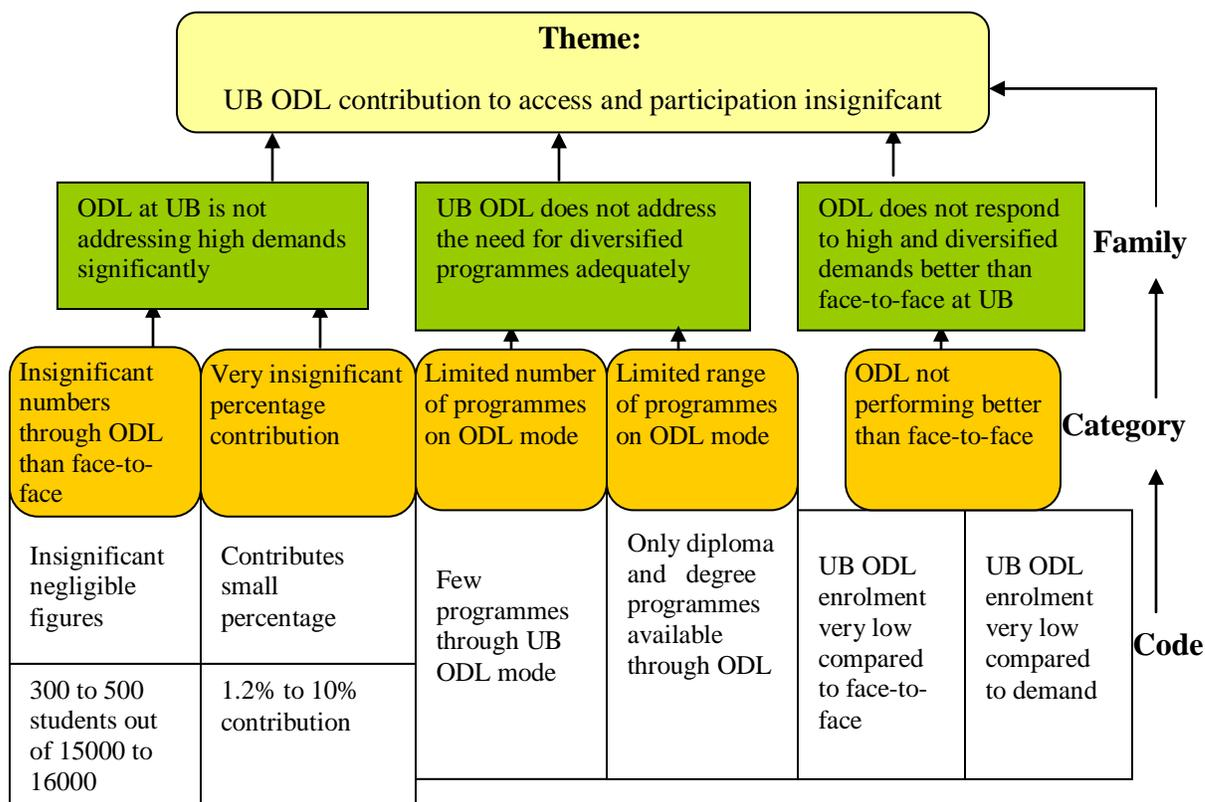 Theme:
UB ODL contribution to access and participation insignifcant
ODL at UB is not
addressing high demands
significantly
UB ODL does not address
the need for diversified
programmes adequately
ODL does not respond
to high and diversified
demands better than
face-to-face at UB
Family
Insignificant
numbers
through ODL
than face-to-
face
Very insignificant
percentage
contribution
Limited number
of programmes
on ODL mode
Limited range
of programmes
on ODL mode
ODL not
performing better
than face-to-face
Category
Insignificant
negligible
figures
Contributes
small
percentage
Few
programmes
through UB
ODL mode
Only diploma
and degree
programmes
available
through ODL
UB ODL
enrolment
very low
compared
to face-to-
face
UB ODL
enrolment
very low
compared
to demand
Code
300 to 500
students out
of 15000 to
16000
1.2% to 10%
contribution